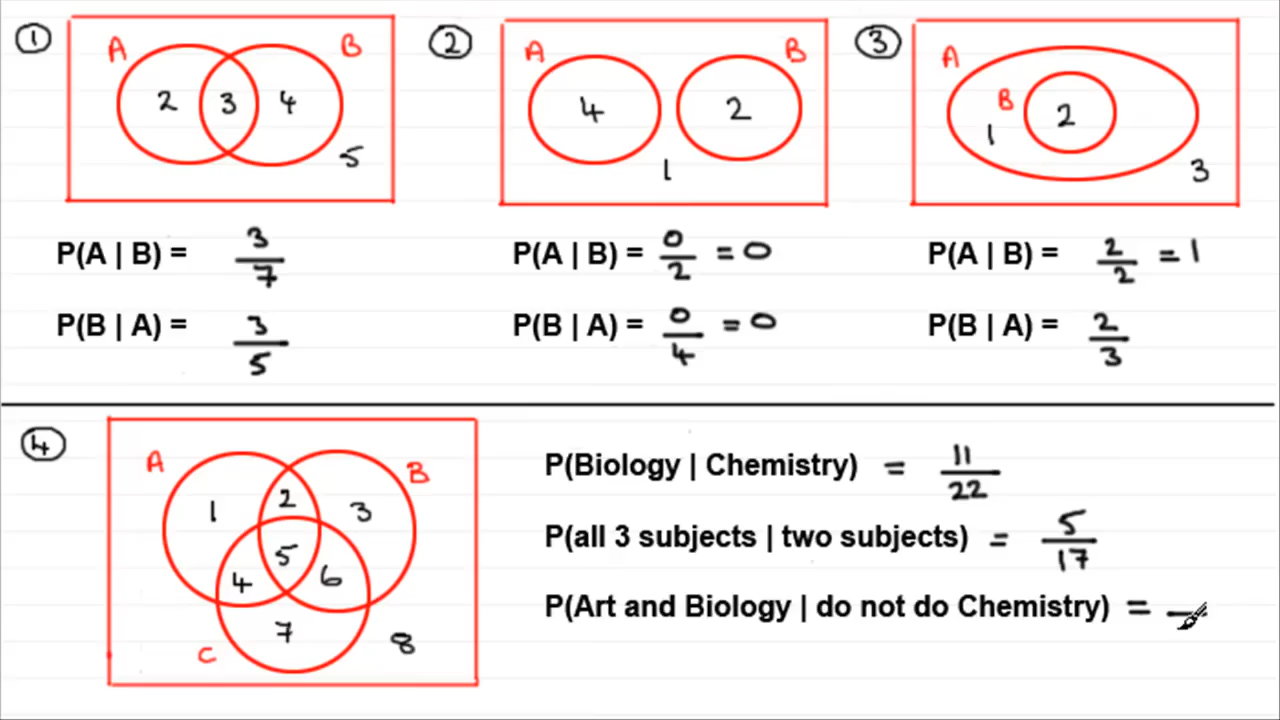 ① A B 2 3 4 5
P(A | B) = 3/7
P(B | A) = 3/5
② A B 4 2 1
P(A | B) = 0/2 = 0
P(B | A) = 0/4 = 0
③ A B 1 2 3
P(A | B) = 2/2 = 1
P(B | A) = 2/3
④ A B 1 2 3 5 4 6 7 C 8
P(Biology | Chemistry) = 11/22
P(all 3 subjects | two subjects) = 5/17
P(Art and Biology | do not do Chemistry) =